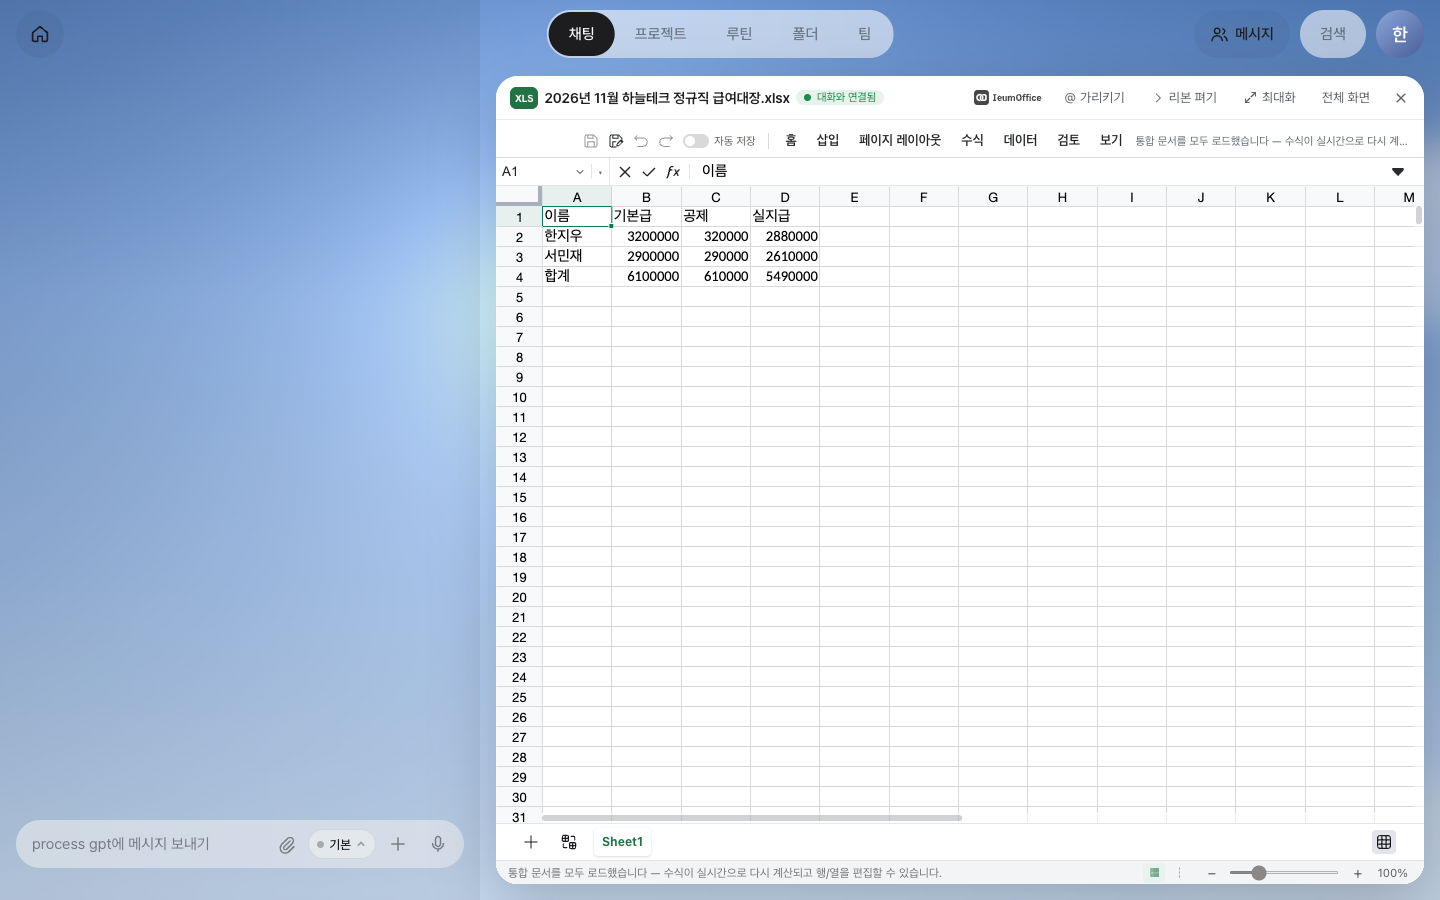 채팅 프로젝트 루틴 폴더 팀 메시지 검색 한
XLS 2026년 11월 하늘테크 정규직 급여대장.xlsx 대화와 연결됨 IeumOffice @ 가리키기 리본 펴기 최대화 전체 화면
자동 저장 홈 삽입 페이지 레이아웃 수식 데이터 검토 보기 통합 문서를 모두 로드했습니다 — 수식이 실시간으로 다시 계...
A1 fx 이름
A B C D E F G H I J K L M
1 이름 기본급 공제 실지급
2 한지우 3200000 320000 2880000
3 서민재 2900000 290000 2610000
4 합계 6100000 610000 5490000
5
6
7
8
9
10
11
12
13
14
15
16
17
18
19
20
21
22
23
24
25
26
27
28
29
30
31
Sheet1
process gpt에 메시지 보내기 기본
통합 문서를 모두 로드했습니다 — 수식이 실시간으로 다시 계산되고 행/열을 편집할 수 있습니다. 100%